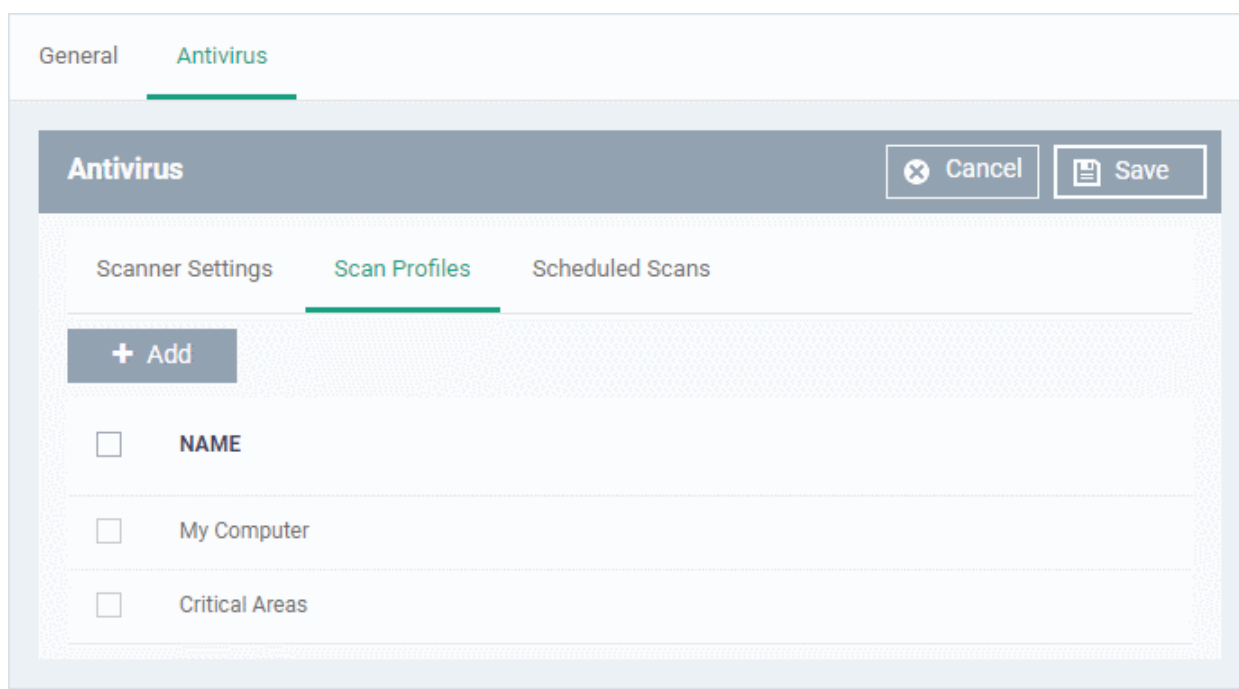 General Antivirus
Antivirus Cancel Save
Scanner Settings Scan Profiles Scheduled Scans
+ Add
NAME
My Computer
Critical Areas